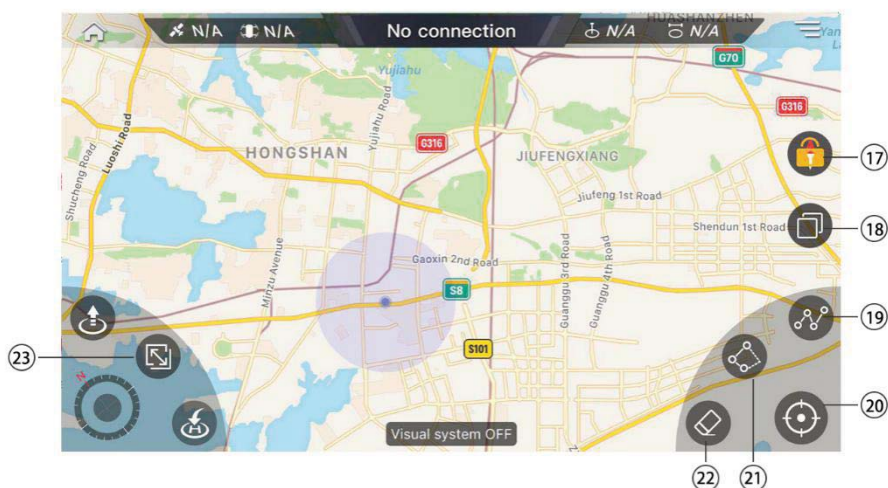 HUASHANZHEN
N/A N/A No connection N/A N/A
Yan
G70
Yujiahu
G316
Luoshi Road
Yujiahu Road
G316
HONGSHAN
JIUFENGXIANG
17
Shucheng Road
Jiufeng 1st Road
Shendun 1st Road
18
Minzu Avenue
Gaoxin 2nd Road
Guanggu 3rd Road
Guanggu 4th Road
S8
19
23
S101
N
H
20
Visual system OFF
22 21